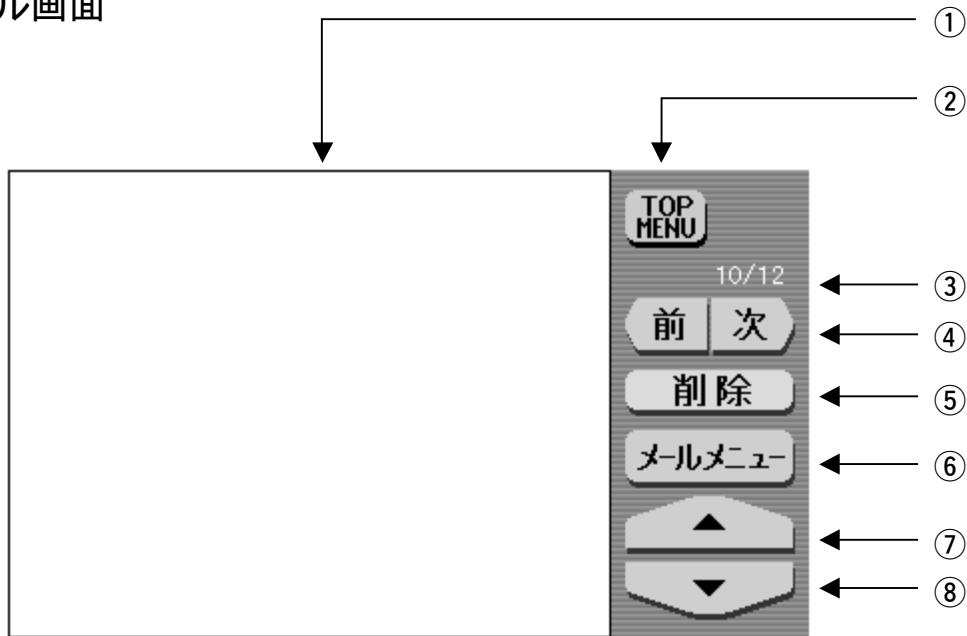 ル画面
①
②
TOP
MENU
10/12
③
前 次
④
削除
⑤
メールメニュー
⑥
▲
⑦
▼
⑧